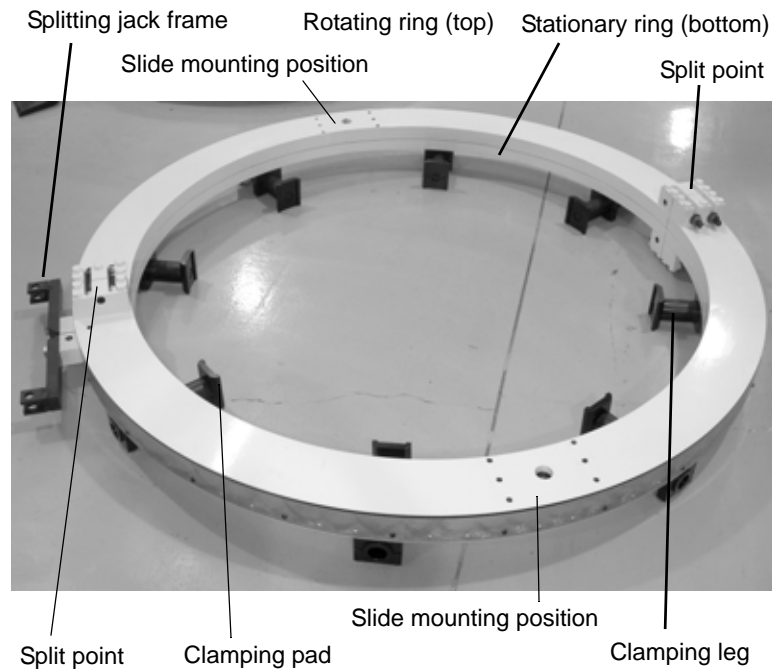 Splitting jack frame
Rotating ring (top)
Stationary ring (bottom)
Slide mounting position
Split point
Slide mounting position
Split point
Clamping pad
Clamping leg